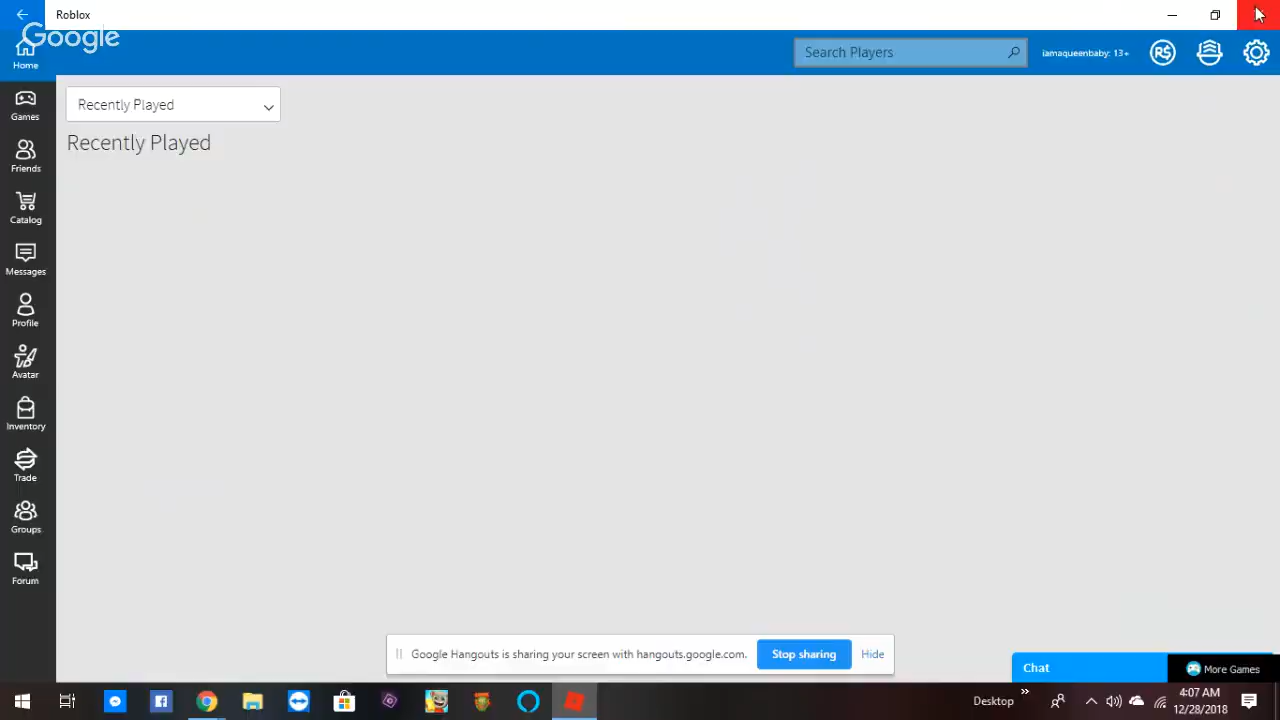 Roblox
Google
Home
Search Players
iamaqueenbaby: 13+
R$
Games
Friends
Catalog
Messages
Profile
Avatar
Inventory
Trade
Groups
Forum
Recently Played
Recently Played
Google Hangouts is sharing your screen with hangouts.google.com.
Stop sharing
Hide
Chat
More Games
Desktop
4:07 AM
12/28/2018